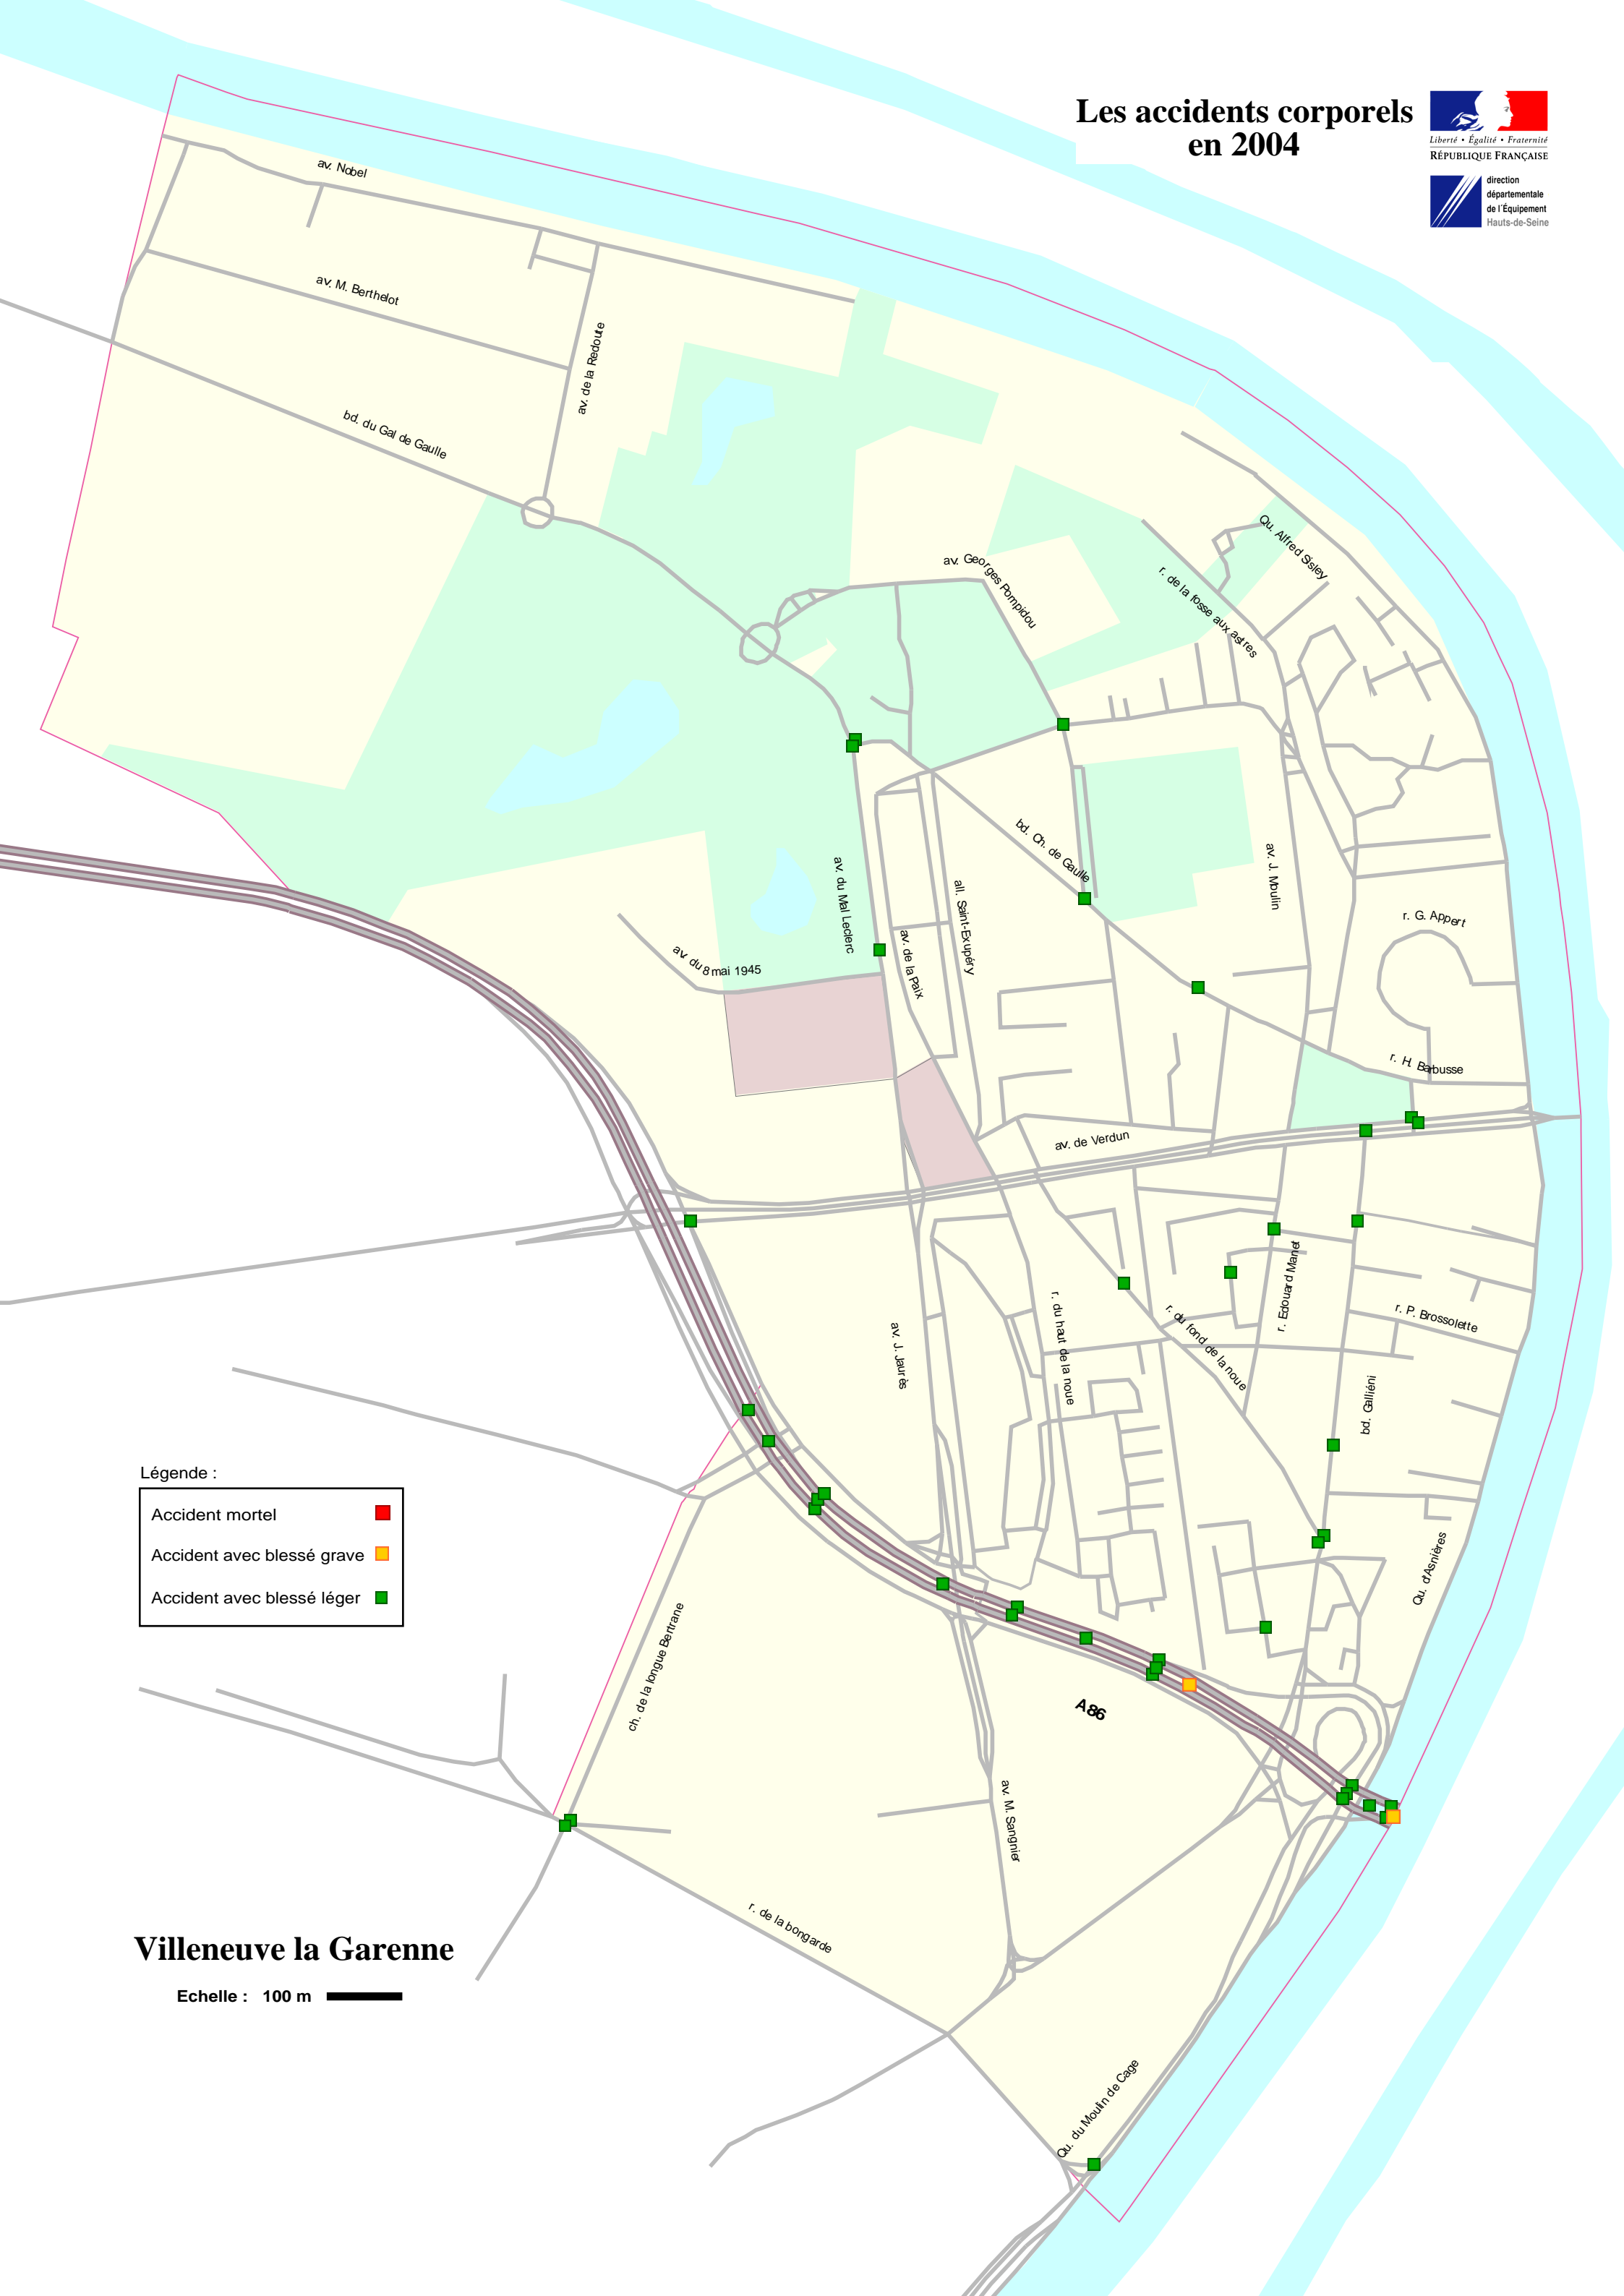 Les accidents corporels
en 2004
Liberté • Égalité • Fraternité
RÉPUBLIQUE FRANÇAISE
direction
départementale
de l'Équipement
Hauts-de-Seine
av. Nobel
av. M. Berthelot
av. de la Redoute
bd. du Gal de Gaulle
Qu. Alfred Sisley
av. Georges Pompidou
r. de la fosse aux astres
bd. Ch. de Gaulle
av. J. Moulin
av. du Mal Leclerc
all. Saint-Exupéry
r. G. Appert
av. de la Paix
av. du 8 mai 1945
r. H. Barbusse
av. de Verdun
r. Edouard Manet
r. du haut de la noue
r. du fond de la noue
r. P. Brossolette
av. J. Jaurès
bd. Galliéni
Légende :
Accident mortel
Accident avec blessé grave
Accident avec blessé léger
Qu. d'Asnières
ch. de la longue Bertrane
A86
av. M. Sangnier
r. de la bongarde
Villeneuve la Garenne
Echelle : 100 m
Qu. du Moulin de Cage